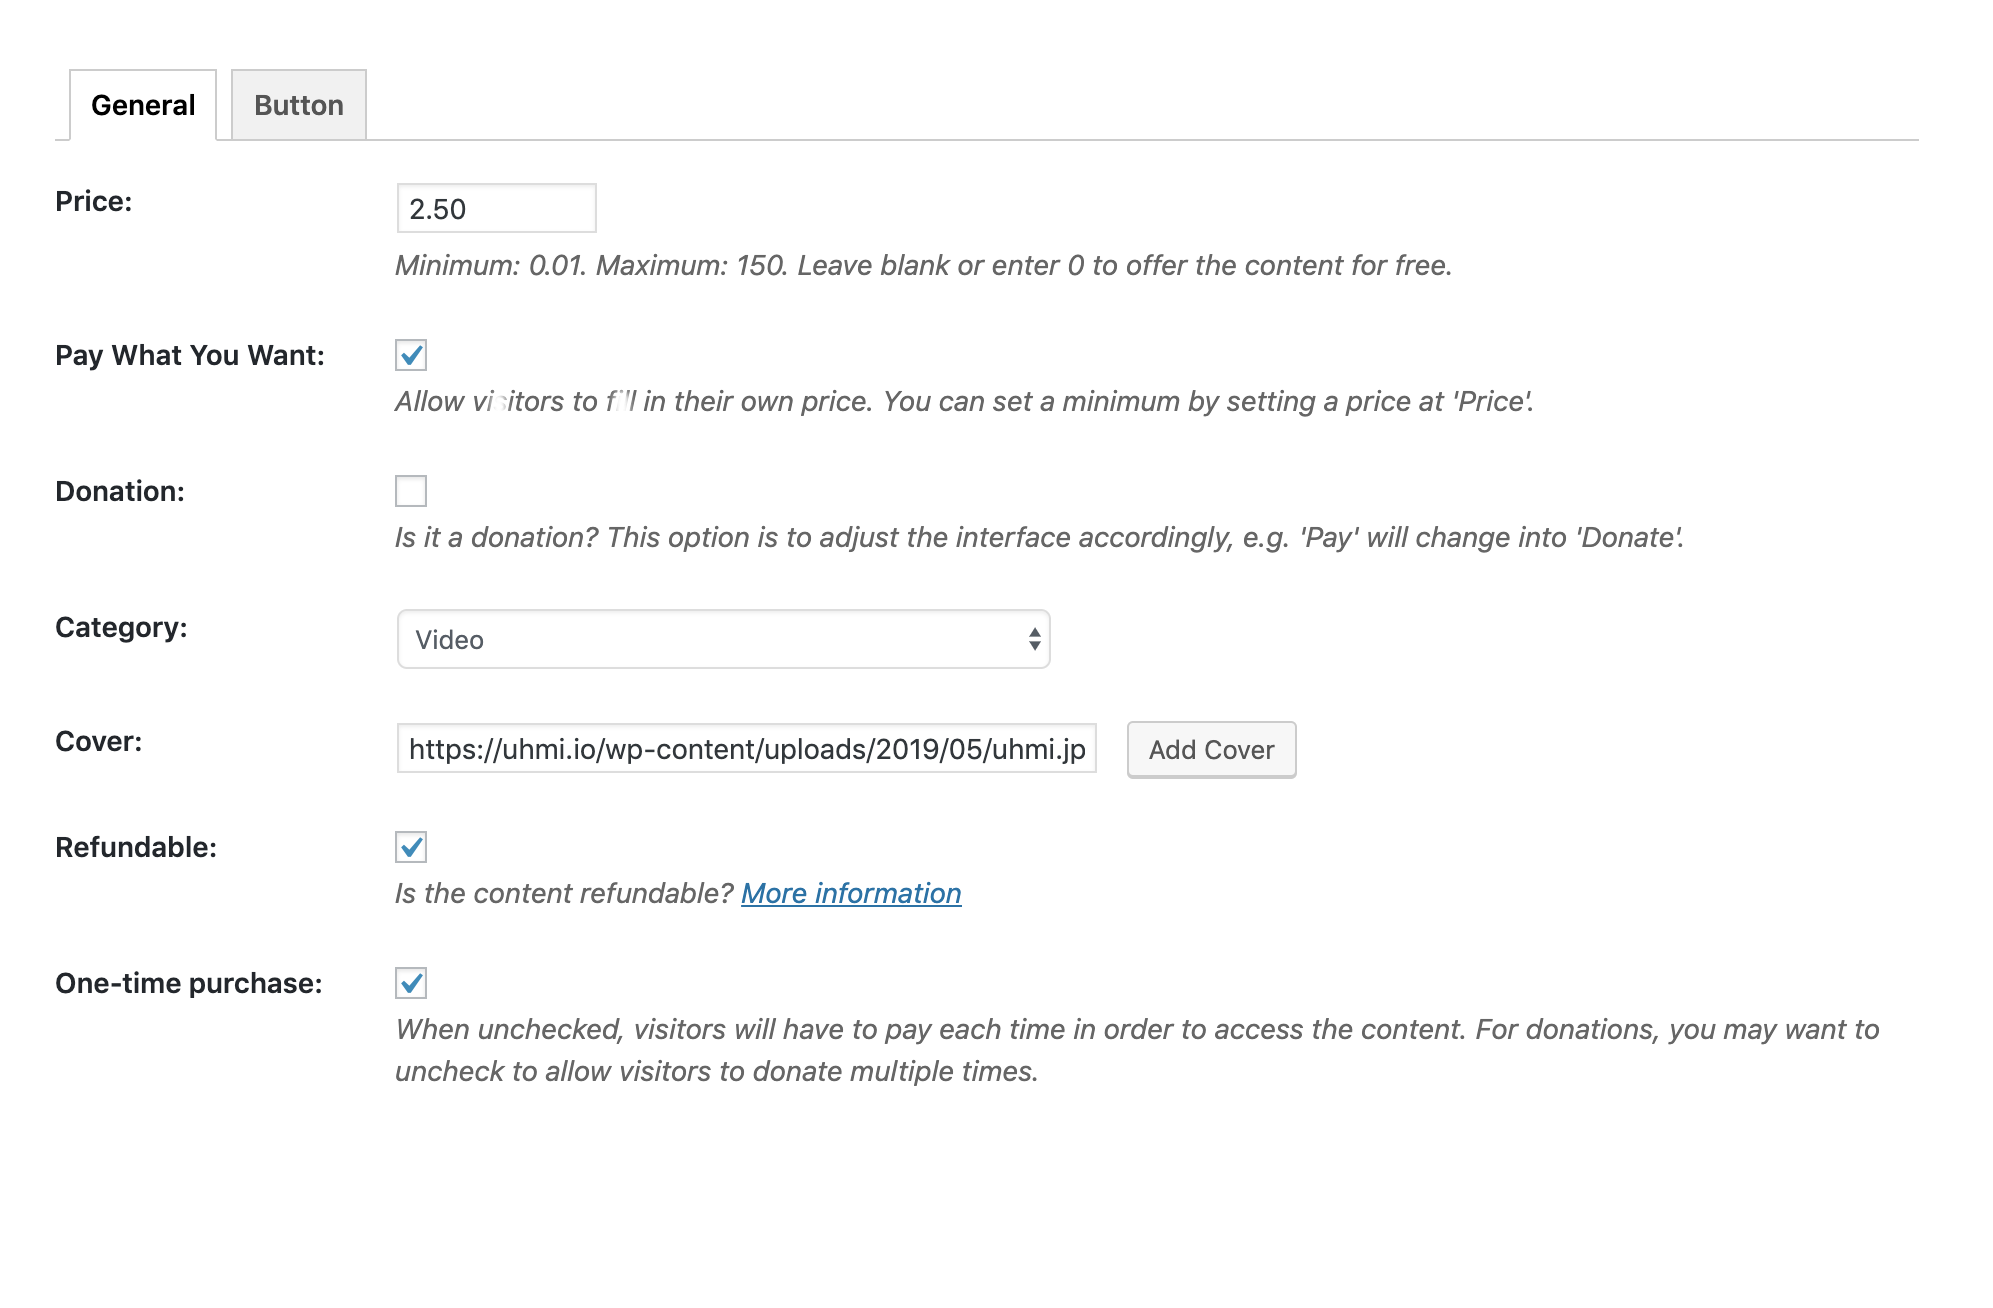 General
Button
Price:
2.50
Minimum: 0.01. Maximum: 150. Leave blank or enter 0 to offer the content for free.
Pay What You Want:
Allow visitors to fill in their own price. You can set a minimum by setting a price at 'Price'.
Donation:
Is it a donation? This option is to adjust the interface accordingly, e.g. 'Pay' will change into 'Donate'.
Category:
Video
Cover:
https://uhmi.io/wp-content/uploads/2019/05/uhmi.jp
Add Cover
Refundable:
Is the content refundable? More information
One-time purchase:
When unchecked, visitors will have to pay each time in order to access the content. For donations, you may want to
uncheck to allow visitors to donate multiple times.